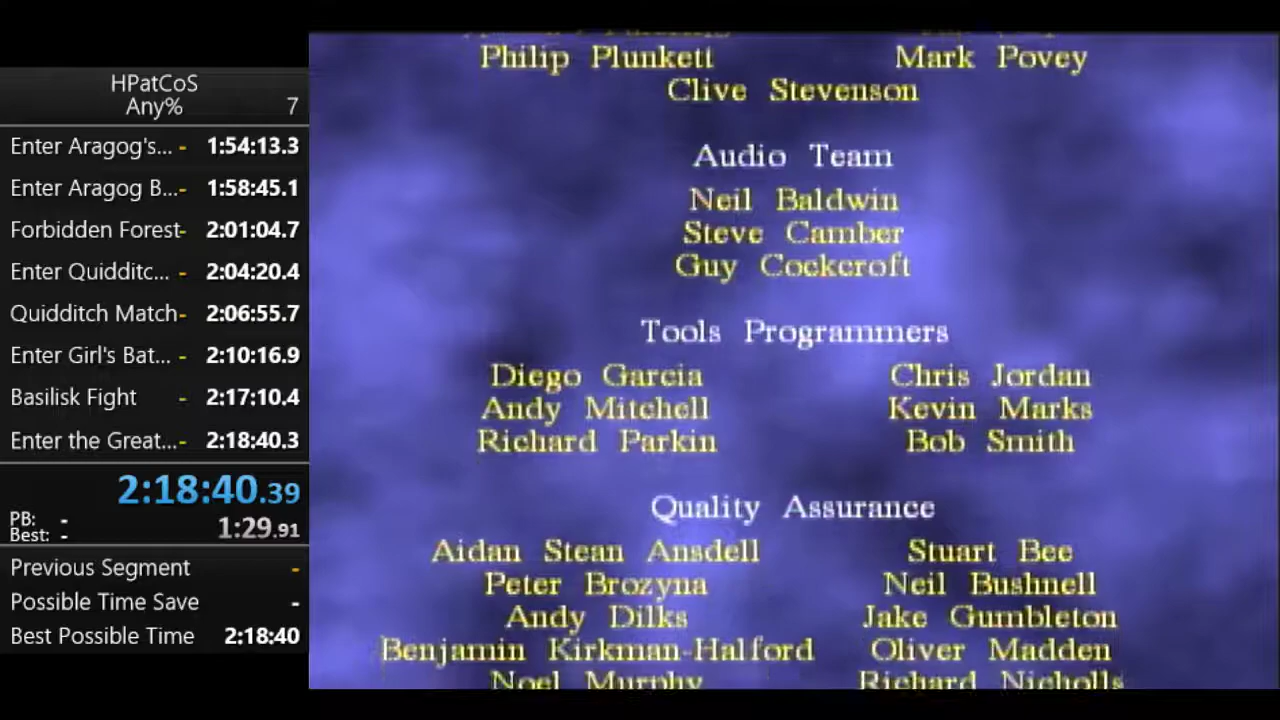 HPatCoS
Any% 7
Enter Aragog's... - 1:54:13.3
Enter Aragog B... - 1:58:45.1
Forbidden Forest - 2:01:04.7
Enter Quidditc... - 2:04:20.4
Quidditch Match - 2:06:55.7
Enter Girl's Bat... - 2:10:16.9
Basilisk Fight - 2:17:10.4
Enter the Great... - 2:18:40.3
2:18:40.39
PB: -
Best: - 1:29.91
Previous Segment -
Possible Time Save -
Best Possible Time 2:18:40
Philip Plunkett Mark Povey
Clive Stevenson
Audio Team
Neil Baldwin
Steve Camber
Guy Cockcroft
Tools Programmers
Diego Garcia Chris Jordan
Andy Mitchell Kevin Marks
Richard Parkin Bob Smith
Quality Assurance
Aidan Stean Ansdell Stuart Bee
Peter Brozyna Neil Bushnell
Andy Dilks Jake Gumbleton
Benjamin Kirkman-Halford Oliver Madden
Noel Murphy Richard Nicholls